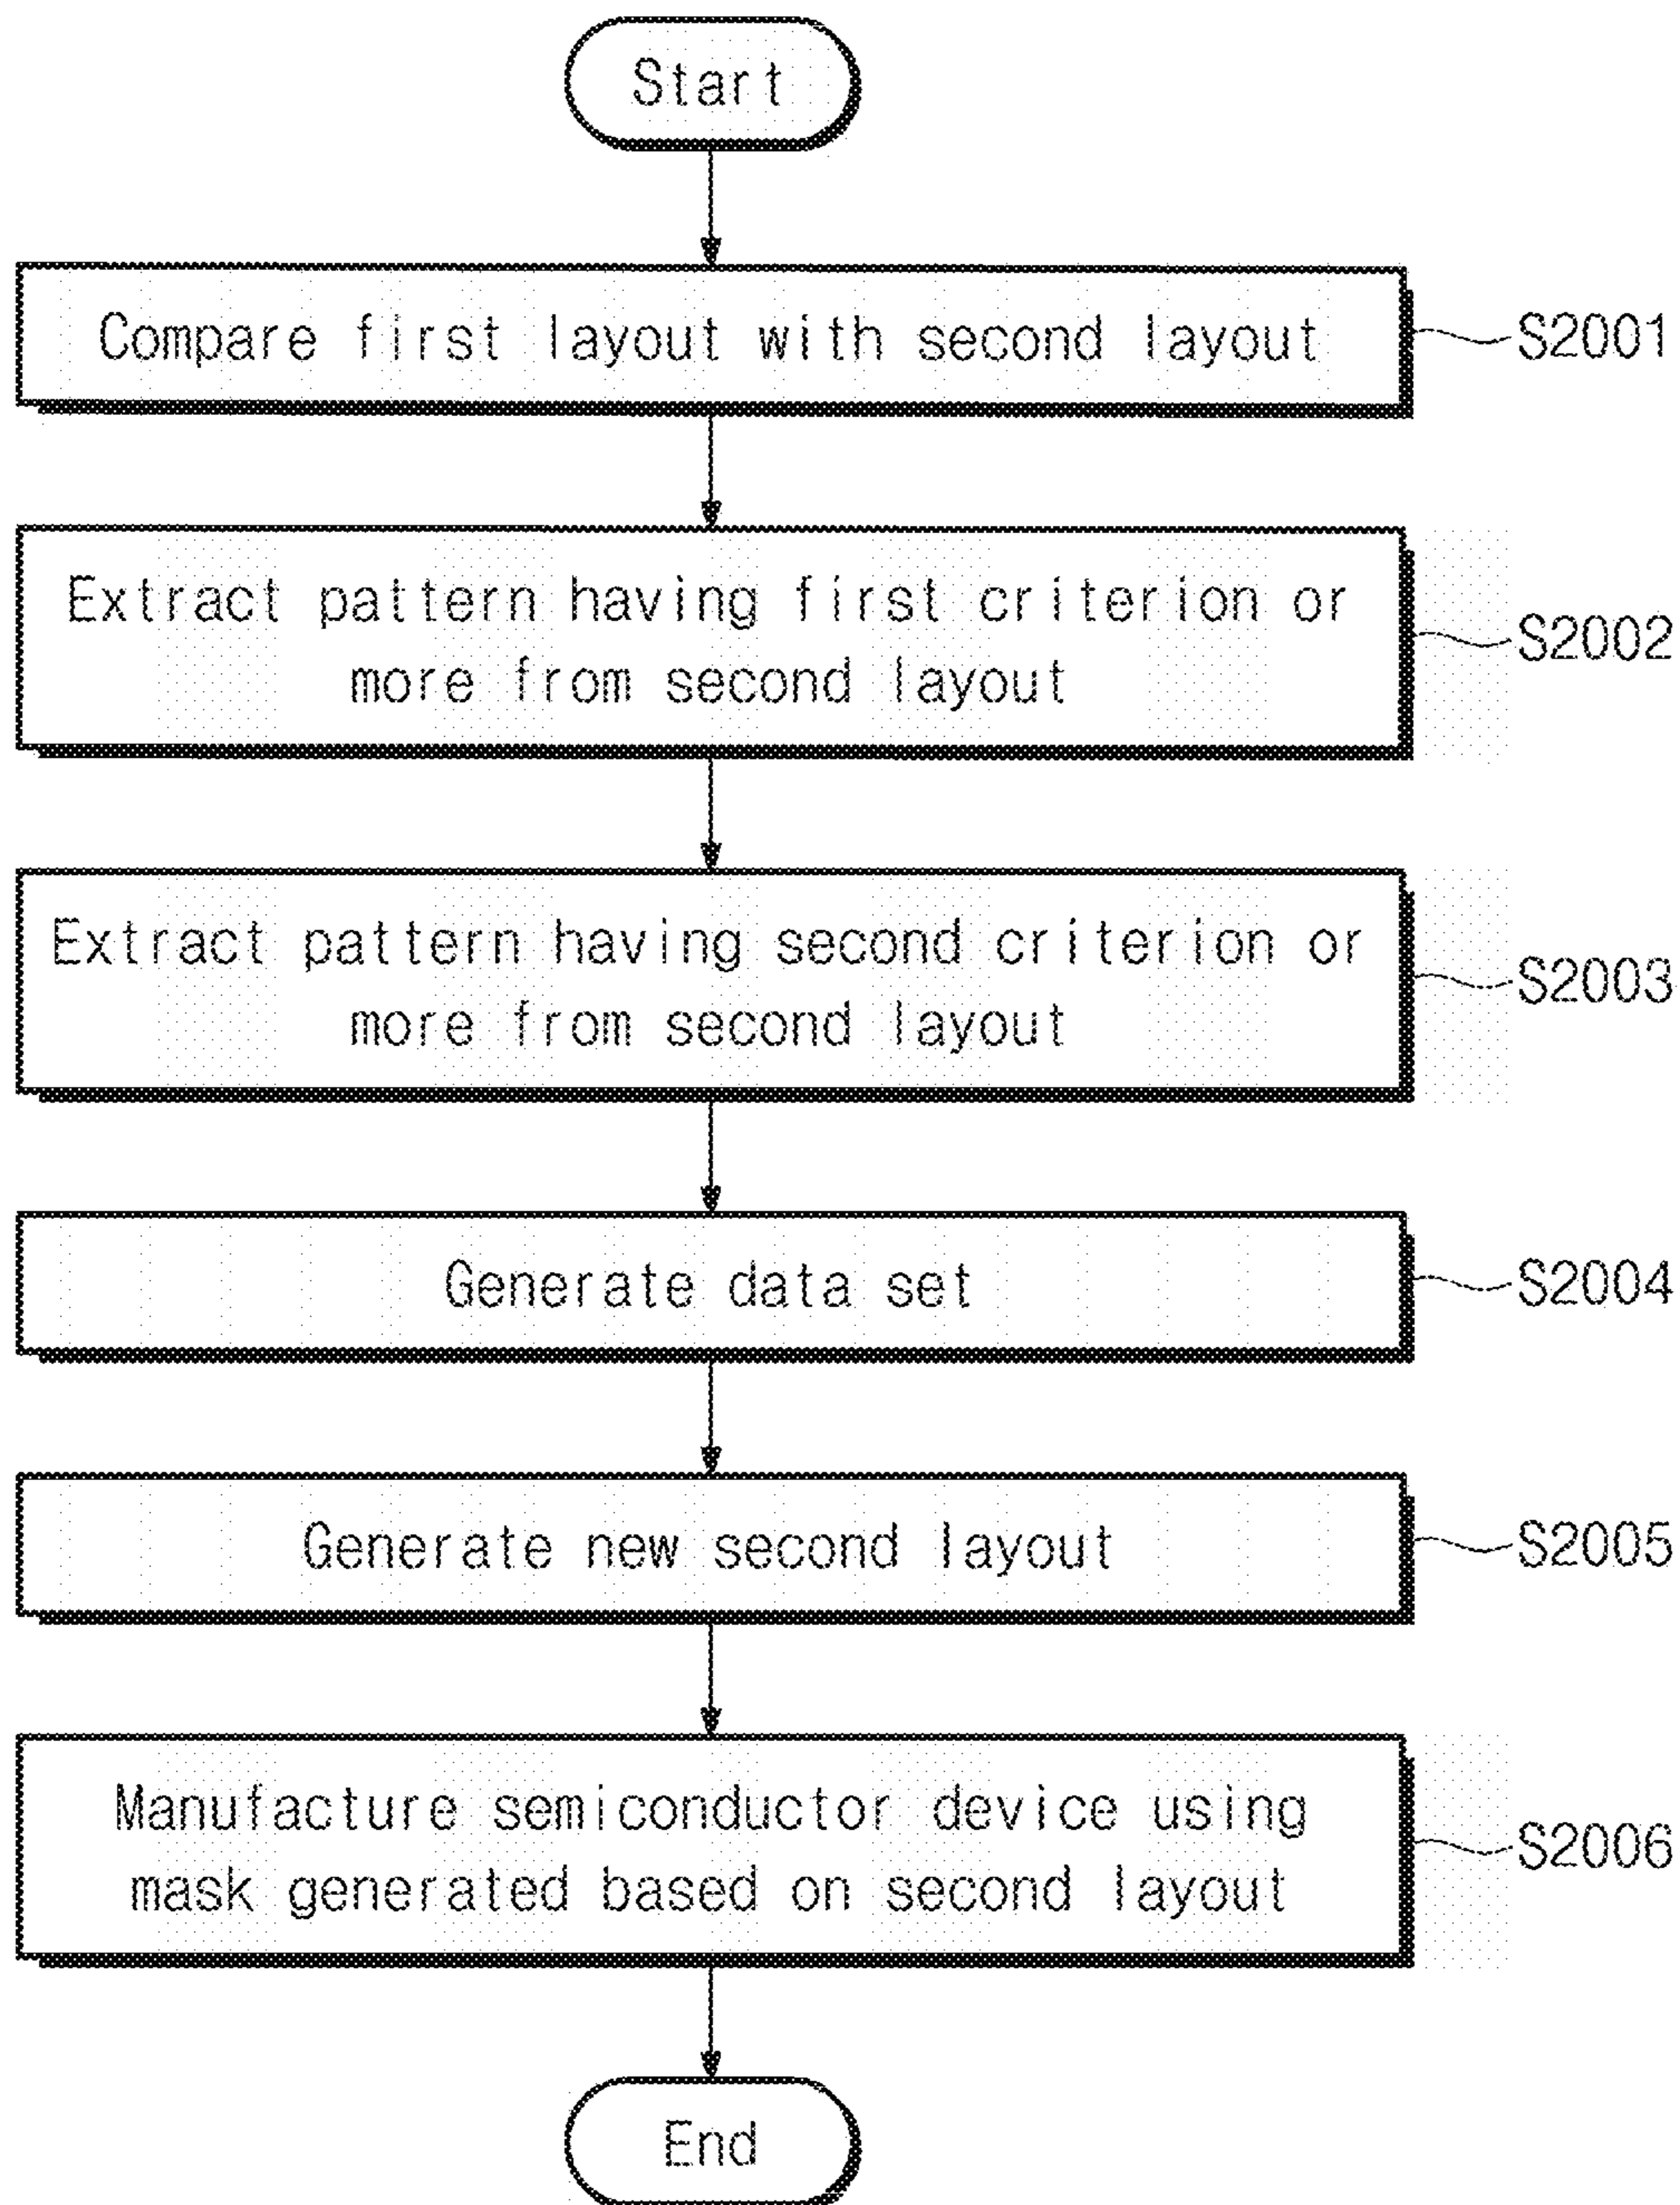 Start
Compare first layout with second layout
S2001
Extract pattern having first criterion or
more from second layout
S2002
Extract pattern having second criterion or
more from second layout
S2003
Generate data set
S2004
Generate new second layout
S2005
Manufacture semiconductor device using
mask generated based on second layout
S2006
End